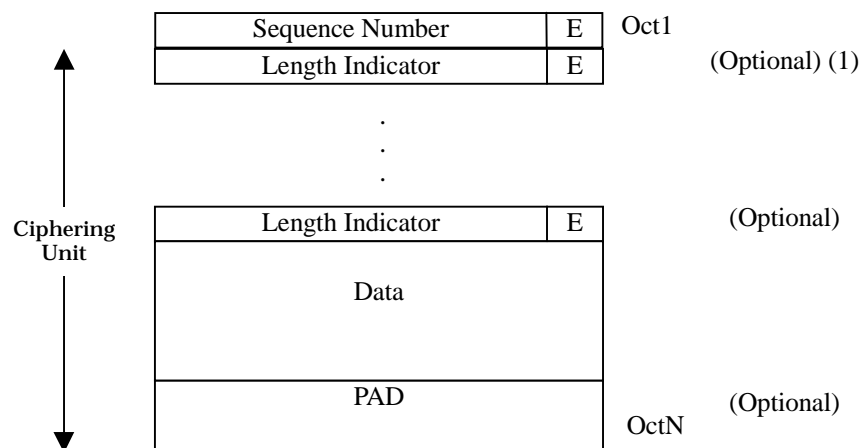 Sequence Number E Oct1
Length Indicator E (Optional) (1)
.
.
.
Length Indicator E (Optional)
Ciphering
Unit
Data
PAD (Optional)
OctN